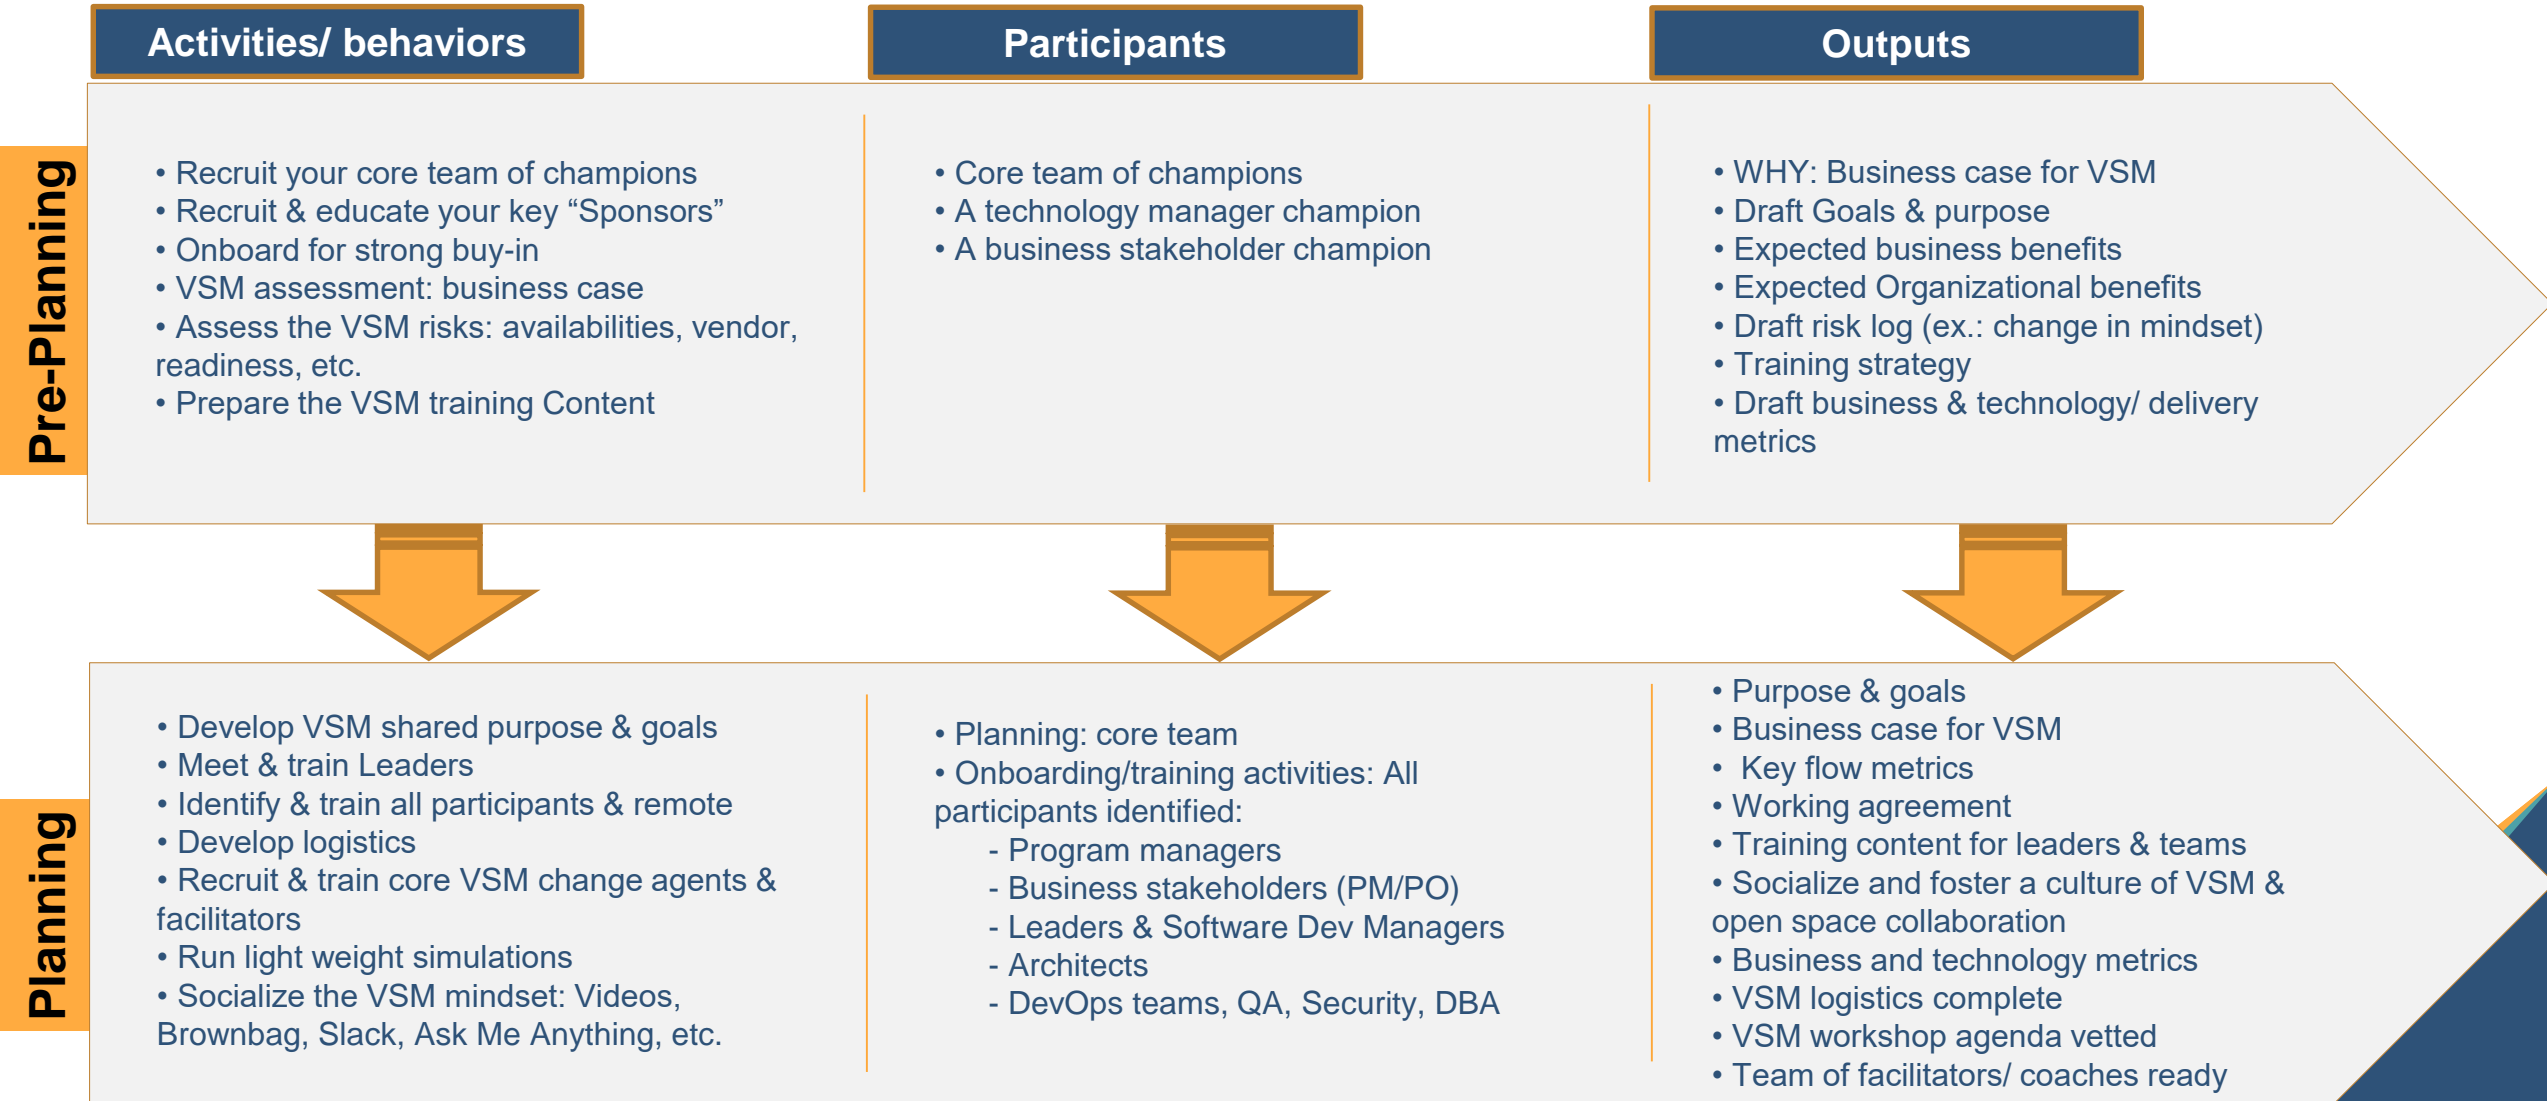 Activities/ behaviors
Participants
Outputs
Pre-Planning
• Recruit your core team of champions
• Recruit & educate your key “Sponsors”
• Onboard for strong buy-in
• VSM assessment: business case
• Assess the VSM risks: availabilities, vendor,
readiness, etc.
• Prepare the VSM training Content
• Core team of champions
• A technology manager champion
• A business stakeholder champion
• WHY: Business case for VSM
• Draft Goals & purpose
• Expected business benefits
• Expected Organizational benefits
• Draft risk log (ex.: change in mindset)
• Training strategy
• Draft business & technology/ delivery
metrics
Planning
• Develop VSM shared purpose & goals
• Meet & train Leaders
• Identify & train all participants & remote
• Develop logistics
• Recruit & train core VSM change agents &
facilitators
• Run light weight simulations
• Socialize the VSM mindset: Videos,
Brownbag, Slack, Ask Me Anything, etc.
• Planning: core team
• Onboarding/training activities: All
participants identified:
- Program managers
- Business stakeholders (PM/PO)
- Leaders & Software Dev Managers
- Architects
- DevOps teams, QA, Security, DBA
• Purpose & goals
• Business case for VSM
• Key flow metrics
• Working agreement
• Training content for leaders & teams
• Socialize and foster a culture of VSM &
open space collaboration
• Business and technology metrics
• VSM logistics complete
• VSM workshop agenda vetted
• Team of facilitators/ coaches ready